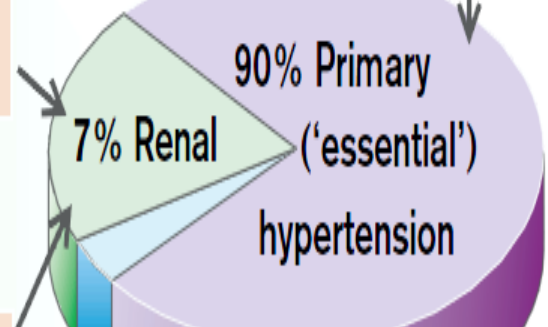 90% Primary
7% Renal
(‘essential’)
hypertension